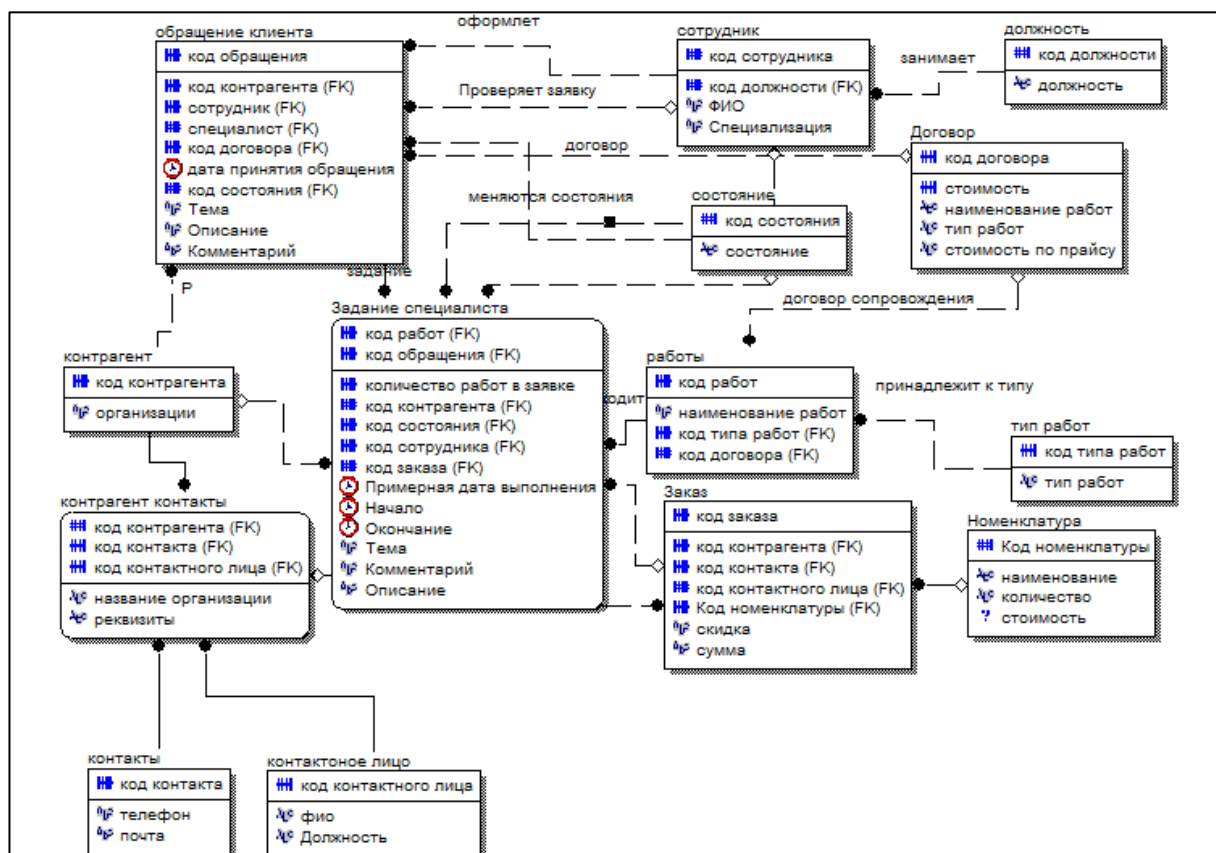 обращение клиента
код обращения
код контрагента (FK)
сотрудник (FK)
специалист (FK)
код договора (FK)
дата принятия обращения
код состояния (FK)
Тема
Описание
Комментарий
оформлет
Проверяет заявку
сотрудник
код сотрудника
код должности (FK)
ФИО
Специализация
занимает
должность
код должности
должность
договор
Договор
код договора
стоимость
наименование работ
тип работ
стоимость по прайсу
меняются состояния
состояние
код состояния
состояние
Р
задание
договор сопровождения
Задание специалиста
код работ (FK)
код обращения (FK)
количество работ в заявке
код контрагента (FK)
код состояния (FK)
код сотрудника (FK)
код заказа (FK)
Примерная дата выполнения
Начало
Окончание
Тема
Комментарий
Описание
контрагент
код контрагента
организации
одит
работы
код работ
наименование работ
код типа работ (FK)
код договора (FK)
принадлежит к типу
тип работ
код типа работ
тип работ
контрагент контакты
код контрагента (FK)
код контакта (FK)
код контактного лица (FK)
название организации
реквизиты
Заказ
код заказа
код контрагента (FK)
код контакта (FK)
код контактного лица (FK)
Код номенклатуры (FK)
скидка
сумма
Номенклатура
Код номенклатуры
наименование
количество
? стоимость
контакты
код контакта
телефон
почта
контактоное лицо
код контактного лица
фио
Должность